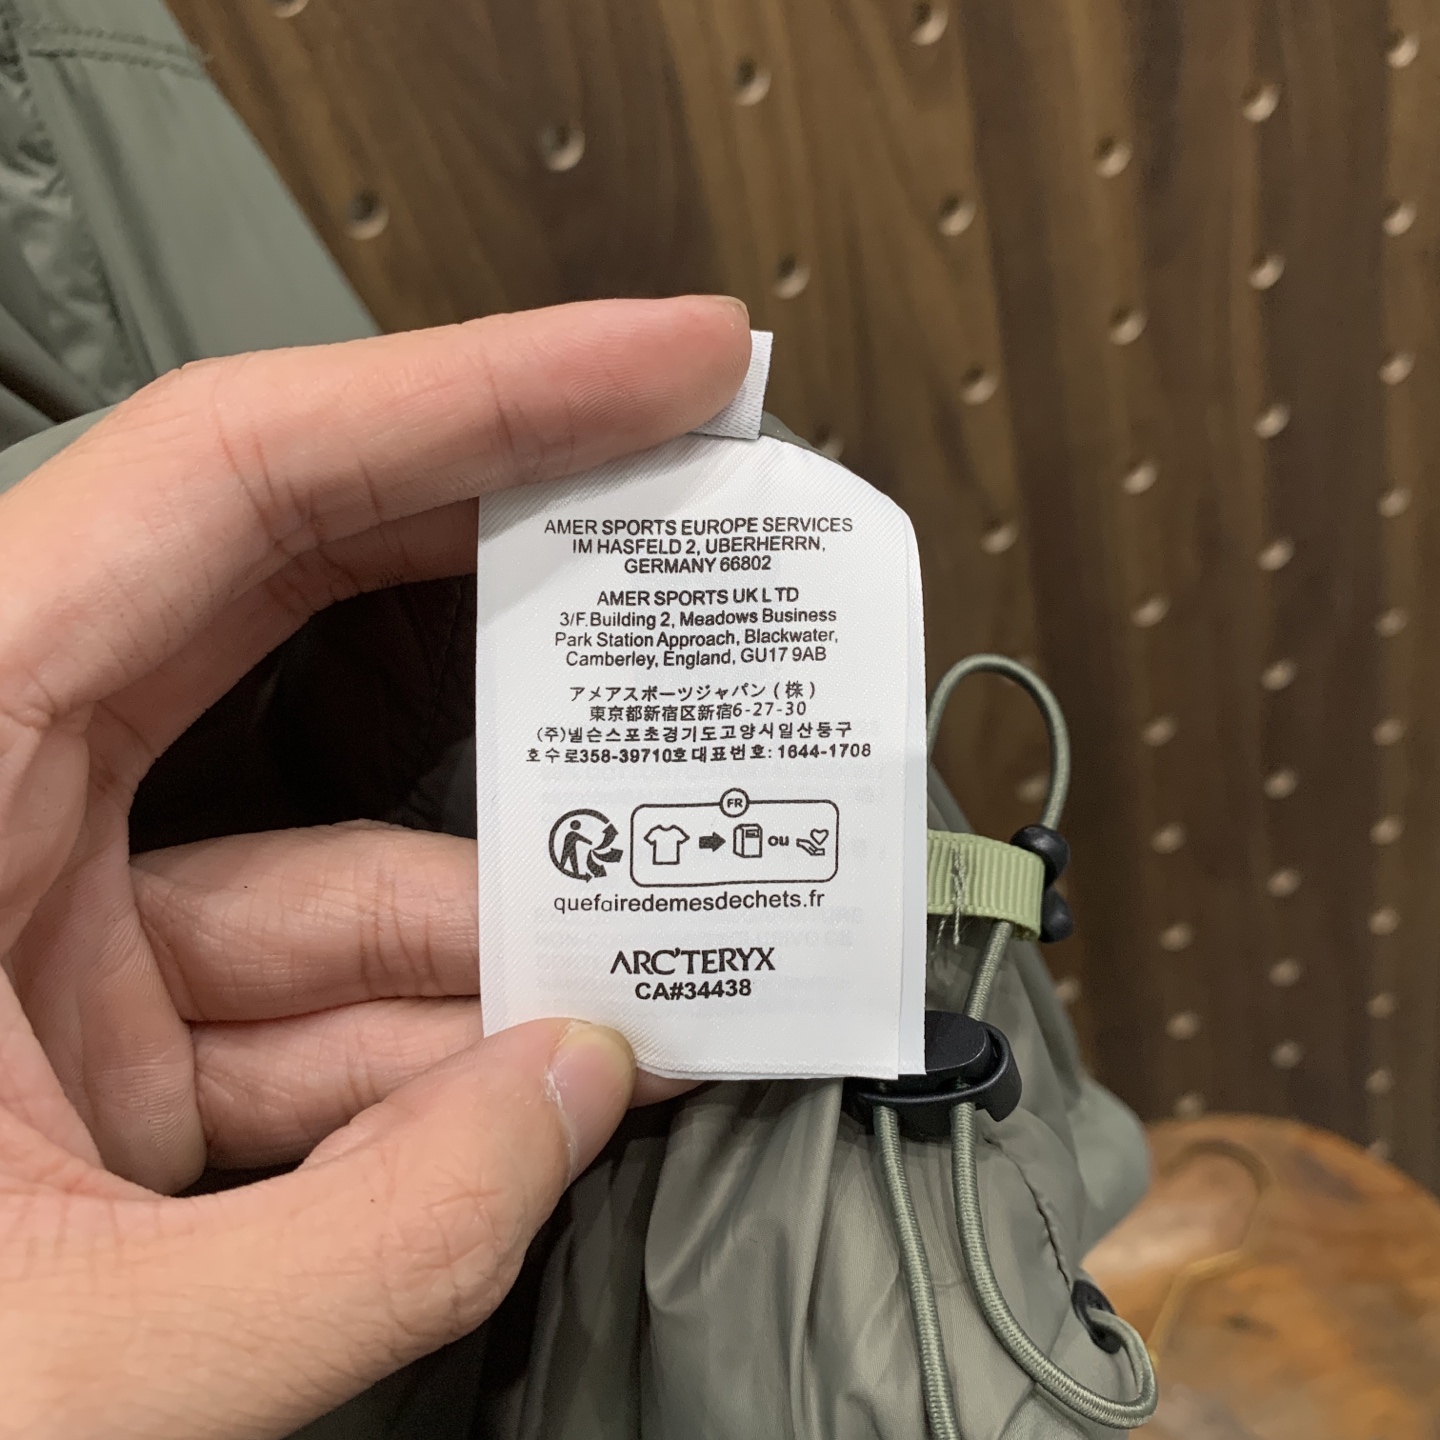 AMER SPORTS EUROPE SERVICES
IM HASFELD 2, UBERHERRN,
GERMANY 66802
AMER SPORTS UK L TD
3/F.Building 2, Meadows Business
Park Station Approach, Blackwater,
Camberley, England, GU17 9AB
アメアスポーツジャパン ( 株 )
東京都新宿区新宿6-27-30
(주)넬슨스포초경기도고양시일산둥구
호수로358-39710호대표번호: 1644-1708
FR
ou
quefairedemesdechets.fr
ARC'TERYX
CA#34438